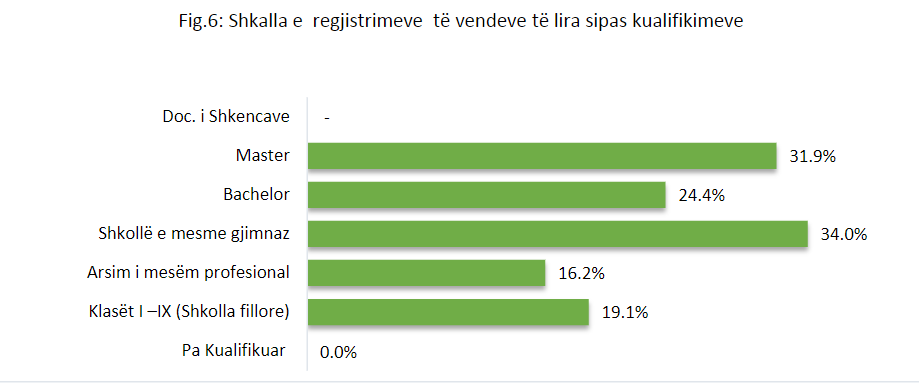 Fig.6: Shkalla e  regjistrimeve  të vendeve të lira sipas kualifikimeve
Doc. i Shkencave -
Master 31.9%
Bachelor 24.4%
Shkollë e mesme gjimnaz 34.0%
Arsim i mesëm profesional 16.2%
Klasët I –IX (Shkolla fillore) 19.1%
Pa Kualifikuar 0.0%